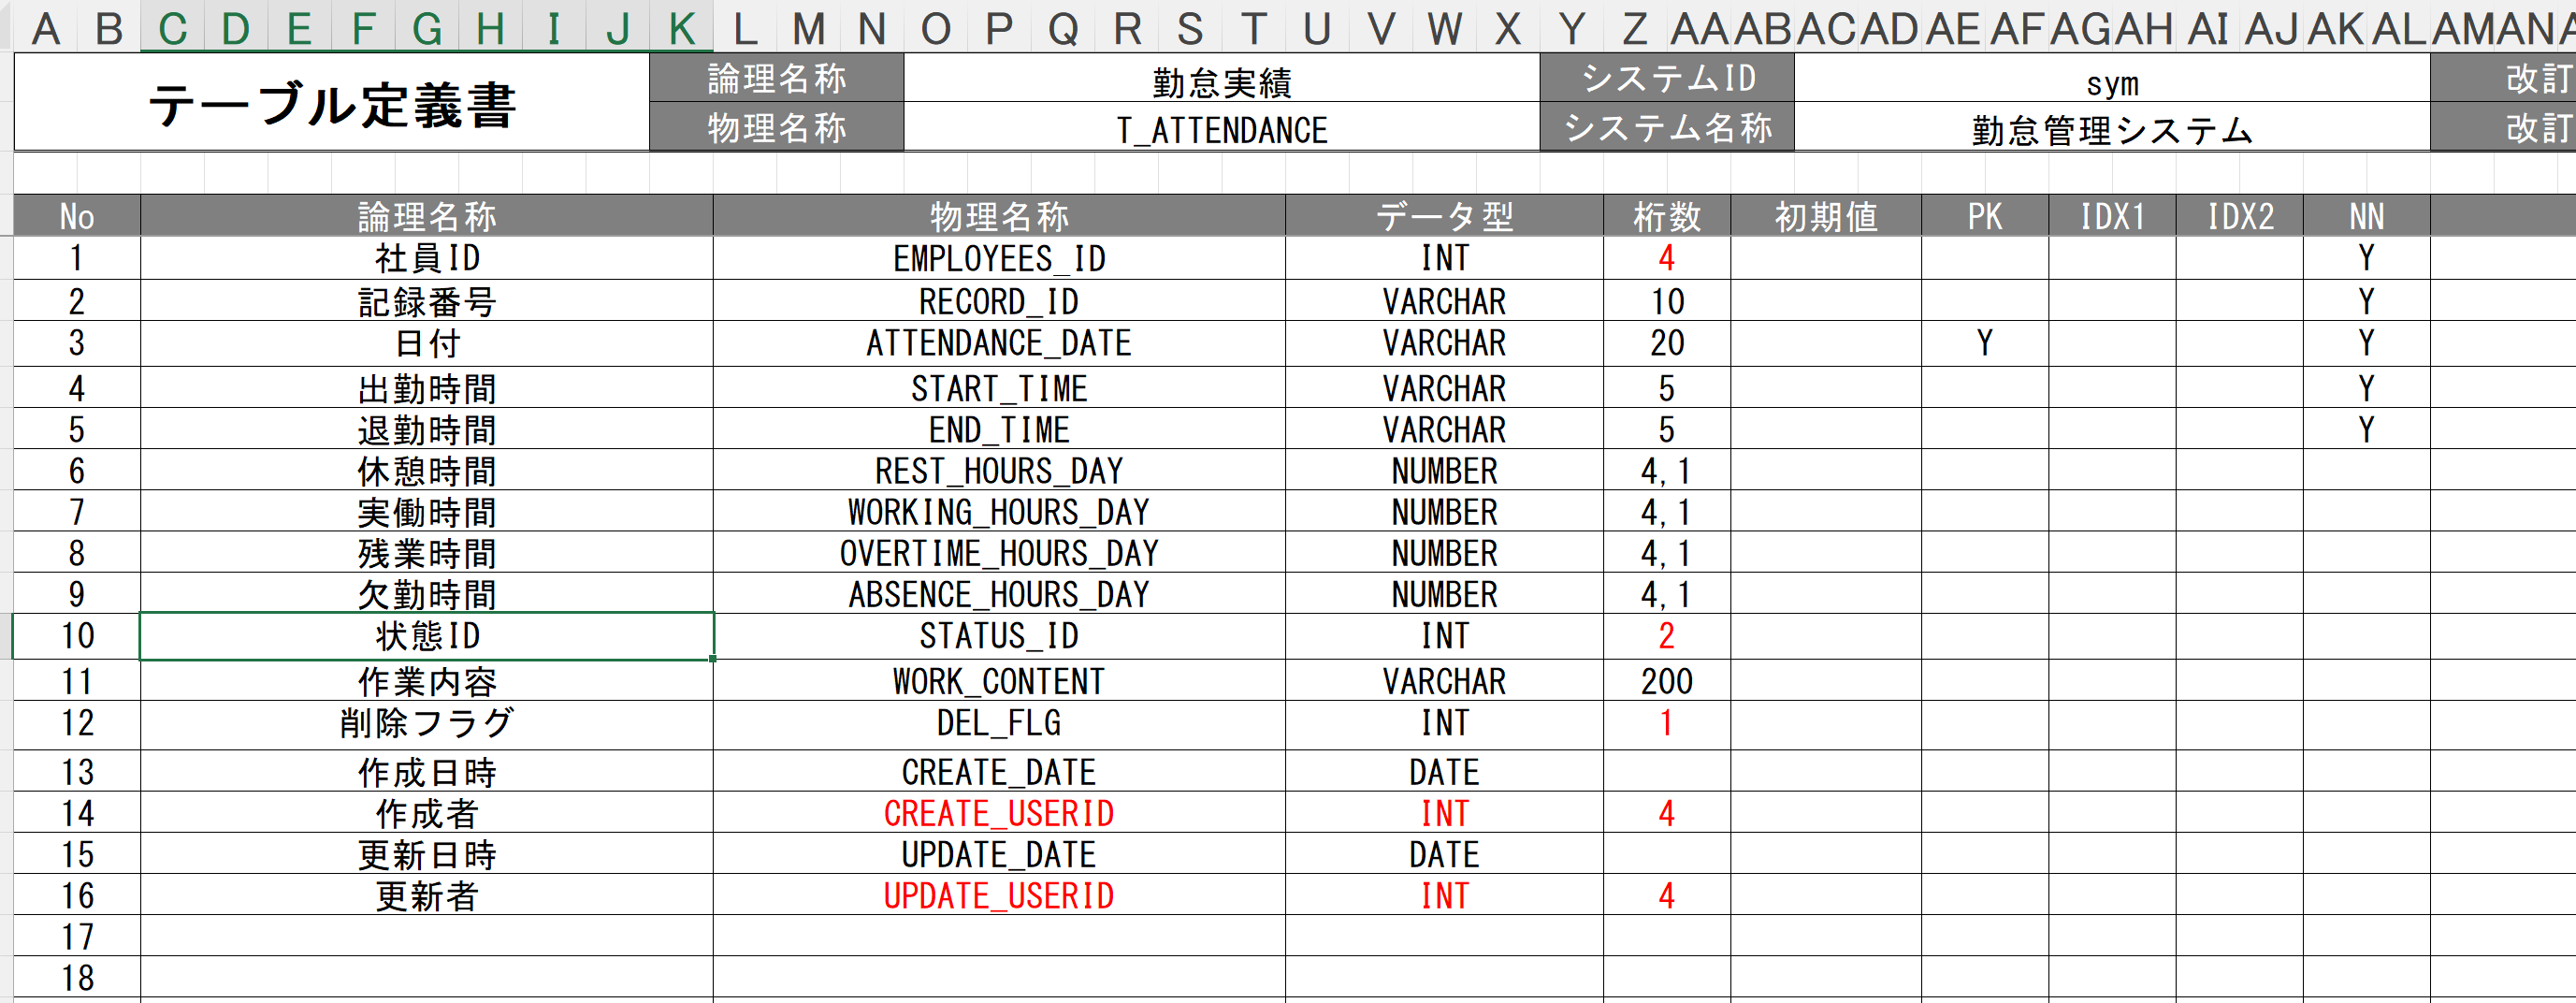 A B C D E F G H I J K L M N O P Q R S T U V W X Y Z AA AB AC AD AE AF AG AH AI AJ AK AL AM AN
テーブル定義書 論理名称 勤怠実績 システムID sym 改訂
物理名称 T_ATTENDANCE システム名称 勤怠管理システム 改訂
No 論理名称 物理名称 データ型 桁数 初期値 PK IDX1 IDX2 NN
1 社員ID EMPLOYEES_ID INT 4 Y
2 記録番号 RECORD_ID VARCHAR 10 Y
3 日付 ATTENDANCE_DATE VARCHAR 20 Y Y
4 出勤時間 START_TIME VARCHAR 5 Y
5 退勤時間 END_TIME VARCHAR 5 Y
6 休憩時間 REST_HOURS_DAY NUMBER 4,1
7 実働時間 WORKING_HOURS_DAY NUMBER 4,1
8 残業時間 OVERTIME_HOURS_DAY NUMBER 4,1
9 欠勤時間 ABSENCE_HOURS_DAY NUMBER 4,1
10 状態ID STATUS_ID INT 2
11 作業内容 WORK_CONTENT VARCHAR 200
12 削除フラグ DEL_FLG INT 1
13 作成日時 CREATE_DATE DATE
14 作成者 CREATE_USERID INT 4
15 更新日時 UPDATE_DATE DATE
16 更新者 UPDATE_USERID INT 4
17
18